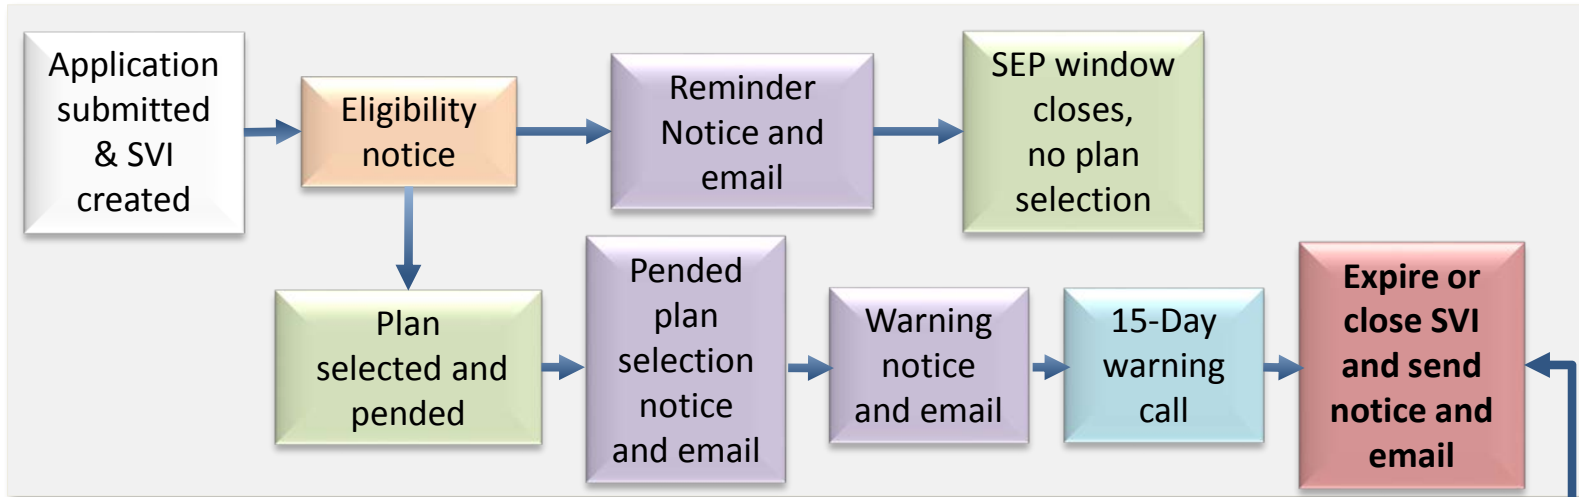 Application
submitted
& SVI
created
Eligibility
notice
Reminder
Notice and
email
SEP window
closes,
no plan
selection
Plan
selected and
pended
Pended
plan
selection
notice
and email
Warning
notice
and email
15-Day
warning
call
Expire or
close SVI
and send
notice and
email